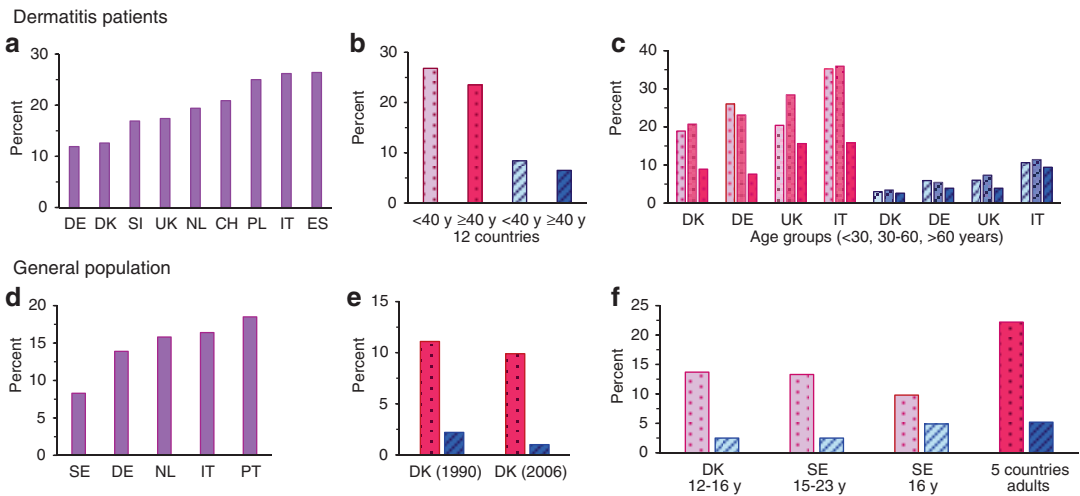 Dermatitis patients
a
b
c
30
20
10
0
Percent
DE DK SI UK NL CH PL IT ES
30
20
10
0
Percent
<40 y ≥40 y <40 y ≥40 y
12 countries
40
30
20
10
0
Percent
DK DE UK IT DK DE UK IT
Age groups (<30, 30-60, >60 years)
General population
d
e
f
20
15
10
5
0
Percent
SE DE NL IT PT
15
10
5
0
Percent
DK (1990) DK (2006)
25
20
15
10
5
0
Percent
DK SE SE 5 countries
12-16 y 15-23 y 16 y adults